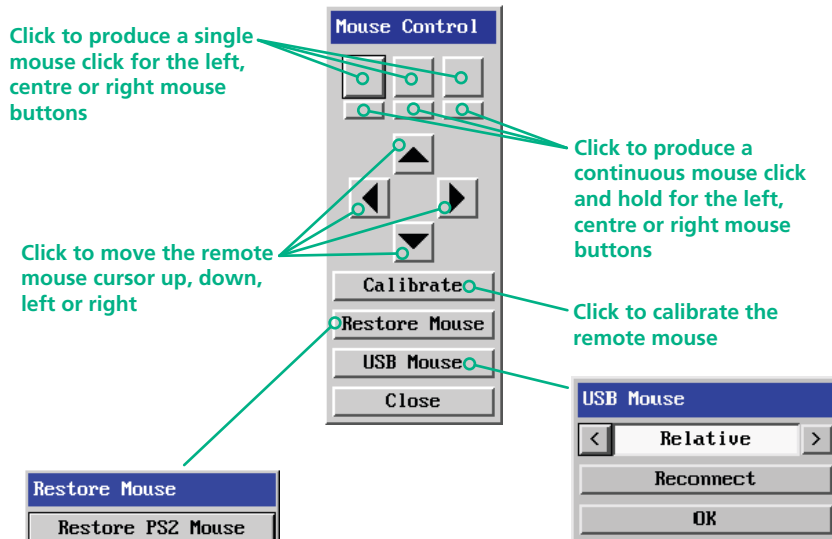 Mouse Control
Click to produce a single
mouse click for the left,
centre or right mouse
buttons
Click to produce a
continuous mouse click
and hold for the left,
centre or right mouse
buttons
Click to move the remote
mouse cursor up, down,
left or right
Calibrate
Click to calibrate the
remote mouse
Restore Mouse
USB Mouse
Close
USB Mouse
< Relative >
Reconnect
OK
Restore Mouse
Restore PS2 Mouse